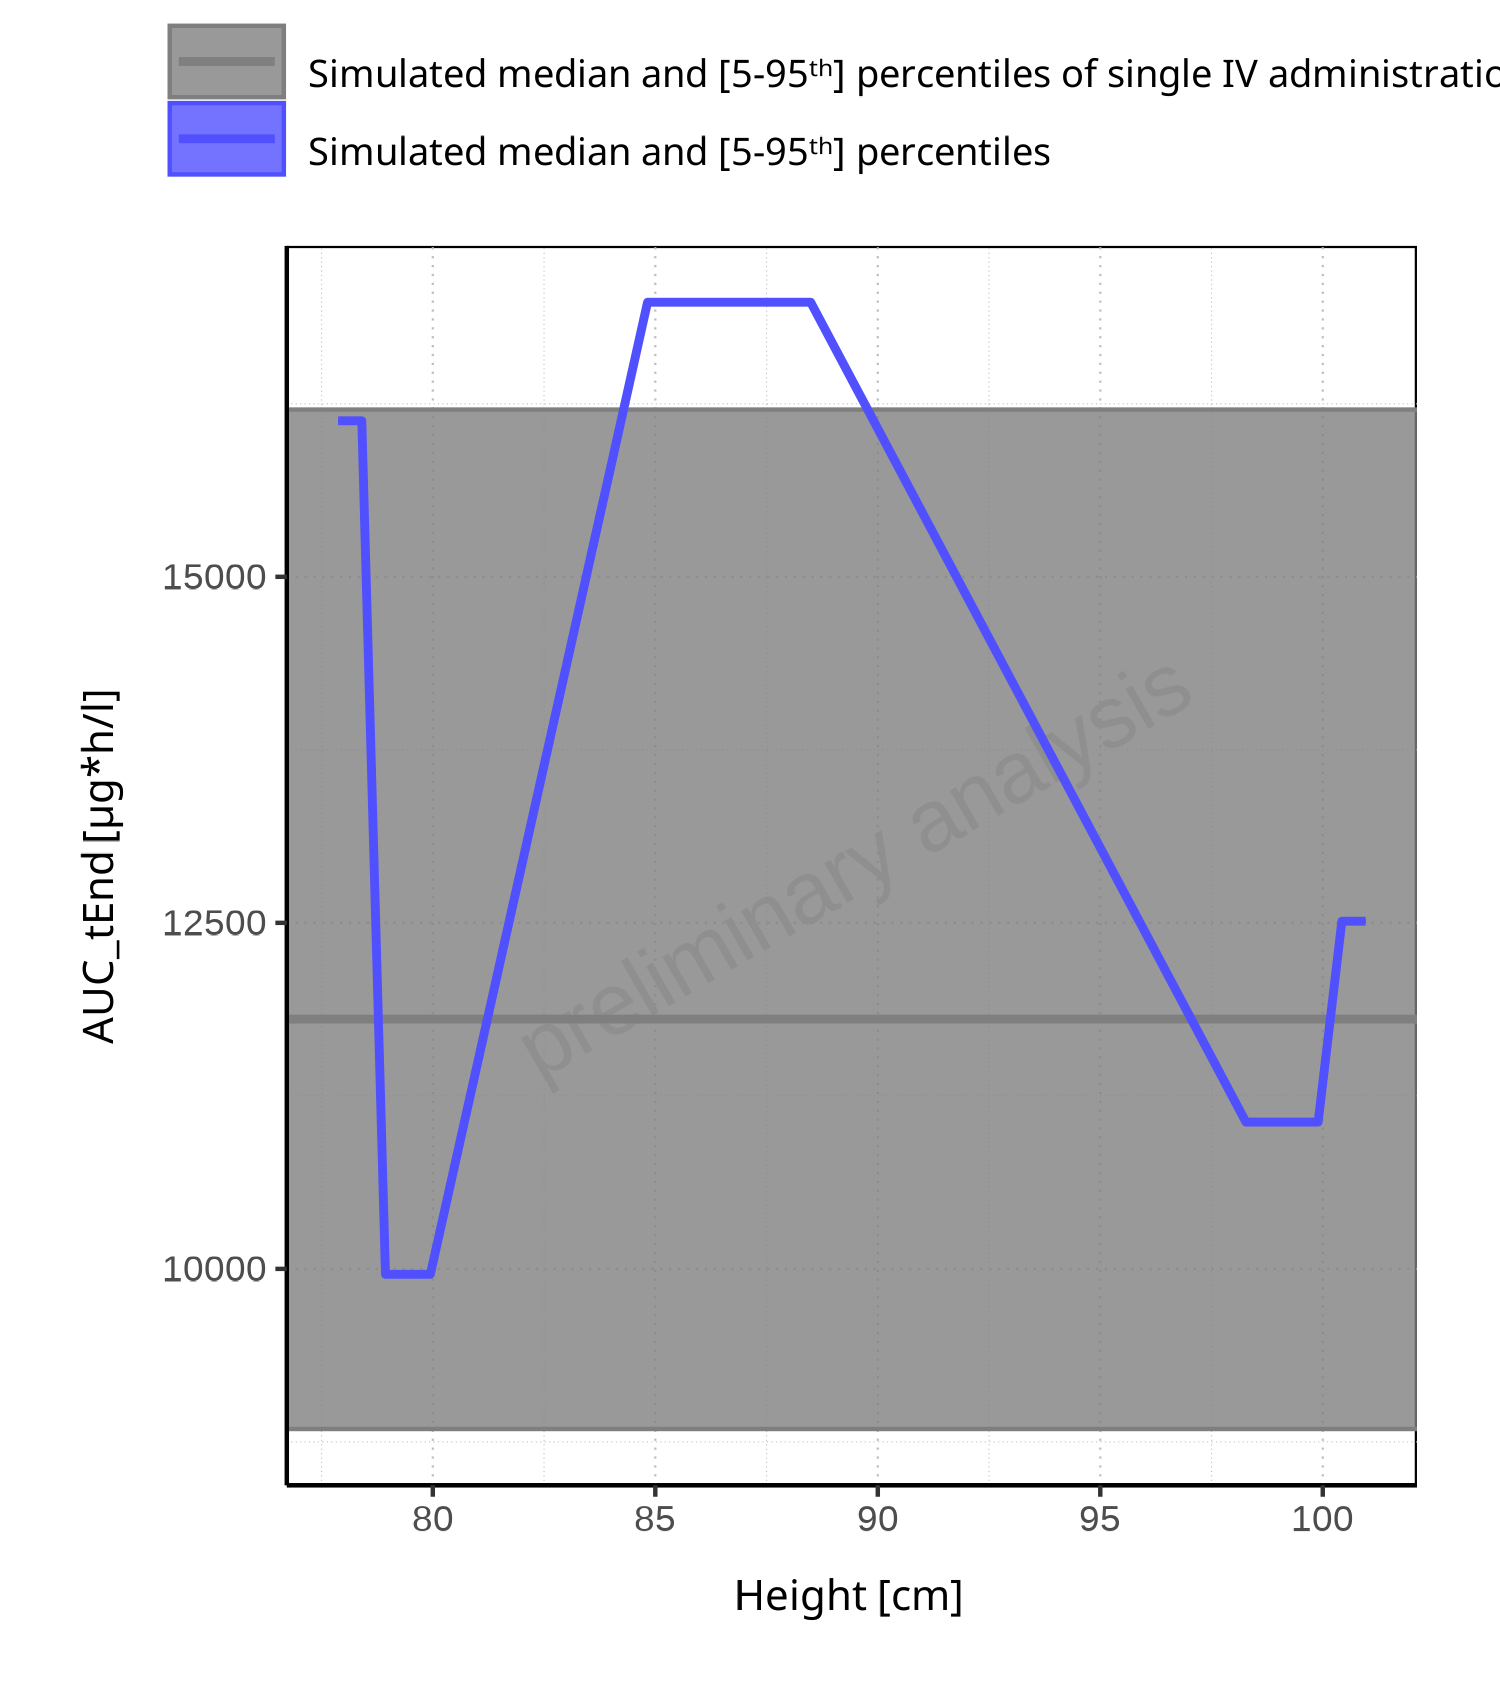 Simulated median and [5-95th] percentiles of single IV administratio
Simulated median and [5-95th] percentiles
AUC_tEnd [µg*h/l]
15000
12500
10000
preliminary analysis
80 85 90 95 100
Height [cm]